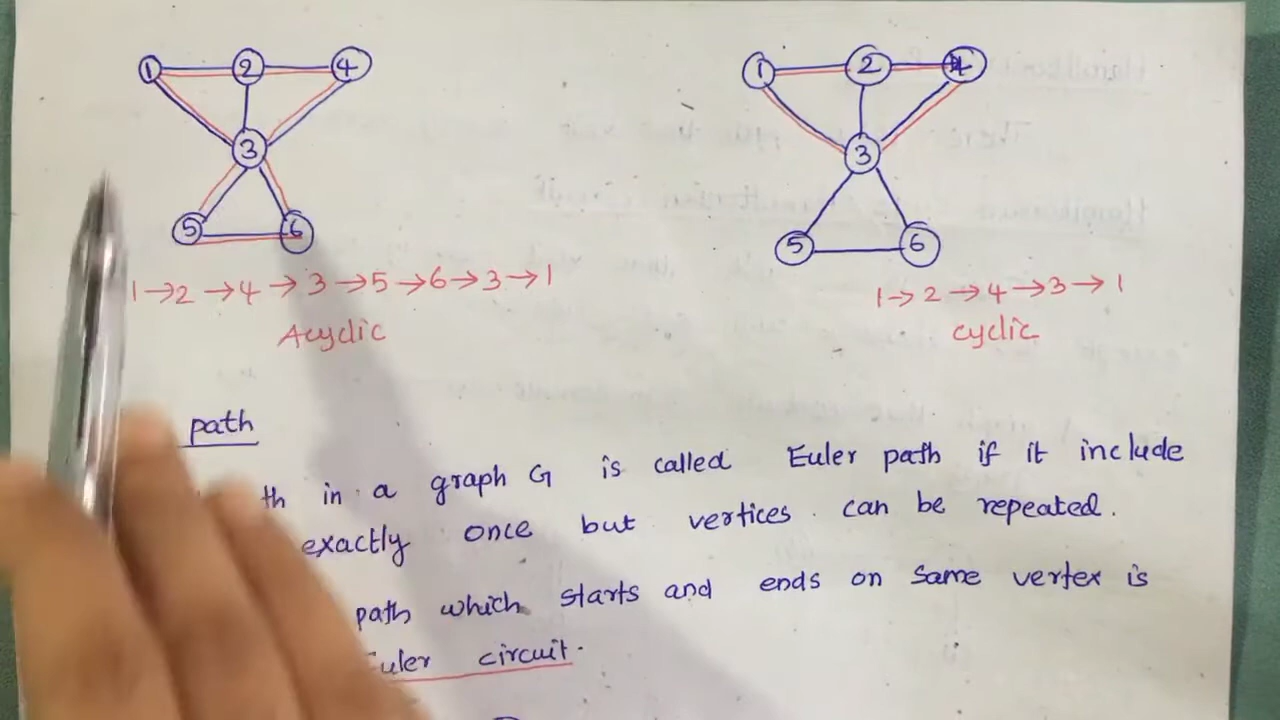 1 2 4
3
5 6
1→2→4→3→5→6→3→1
Acyclic
1 2 4
3
5 6
1→2→4→3→1
cyclic
path
th in a graph G is called Euler path if it include
exactly once but vertices can be repeated.
path which starts and ends on same vertex is
Euler circuit.